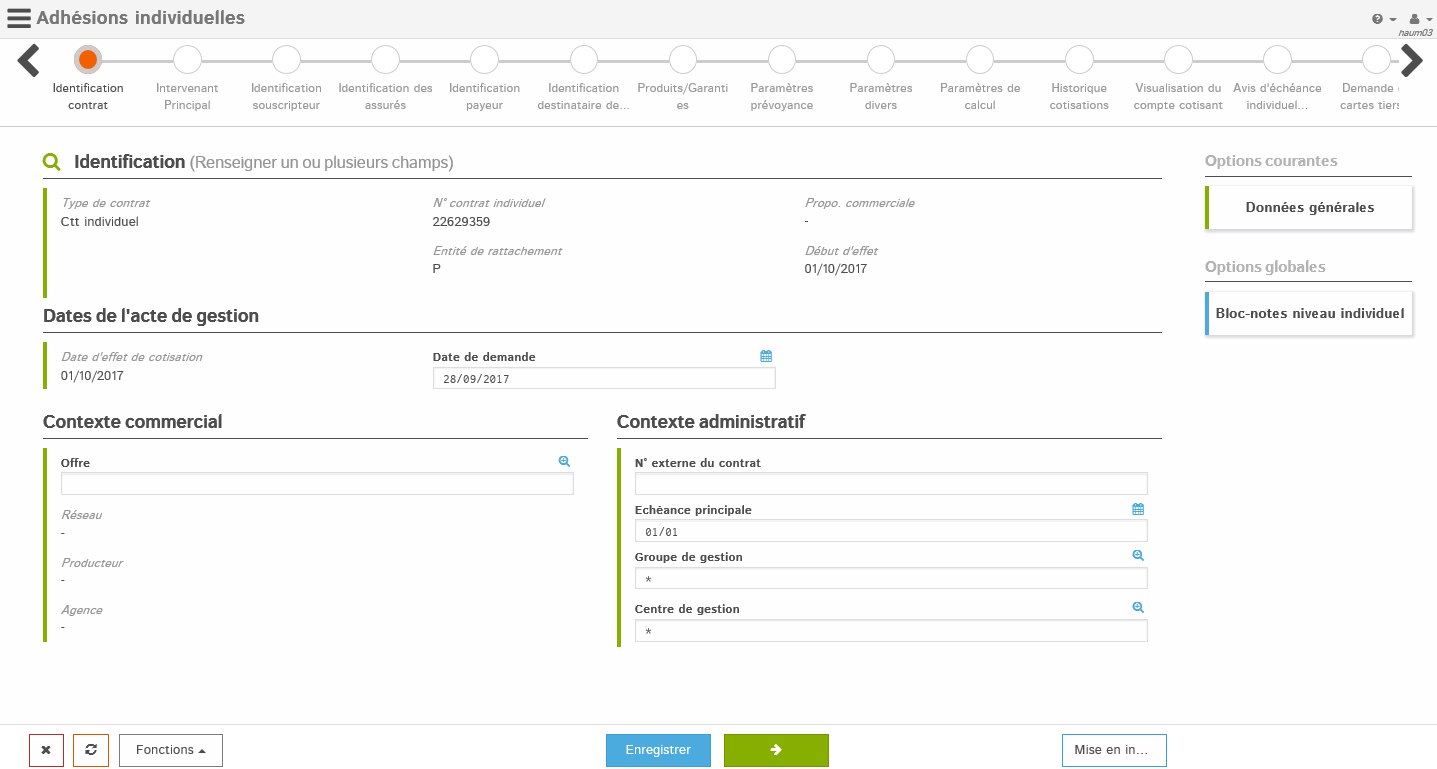 Adhésions individuelles
haum03
Identification contrat
Intervenant Principal
Identification souscripteur
Identification des assurés
Identification payeur
Identification destinataire de...
Produits/Garanti es
Paramètres prévoyance
Paramètres divers
Paramètres de calcul
Historique cotisations
Visualisation du compte cotisant
Avis d'échéance individuel...
Demande cartes tiers
Identification (Renseigner un ou plusieurs champs)
Type de contrat
Ctt individuel
N° contrat individuel
22629359
Propo. commerciale
-
Entité de rattachement
P
Début d'effet
01/10/2017
Dates de l'acte de gestion
Date d'effet de cotisation
01/10/2017
Date de demande
28/09/2017
Contexte commercial
Offre
Réseau
-
Producteur
-
Agence
-
Contexte administratif
N° externe du contrat
Echéance principale
01/01
Groupe de gestion
*
Centre de gestion
*
Options courantes
Données générales
Options globales
Bloc-notes niveau individuel
Fonctions
Enregistrer
Mise en in...